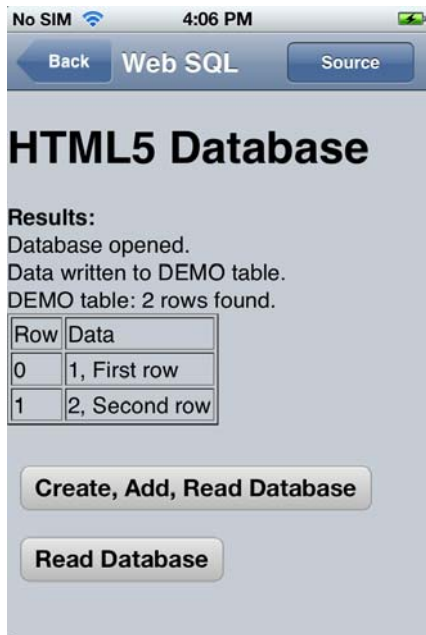 No SIM 4:06 PM
Back Web SQL Source
HTML5 Database
Results:
Database opened.
Data written to DEMO table.
DEMO table: 2 rows found.
Row Data
0 1, First row
1 2, Second row
Create, Add, Read Database
Read Database